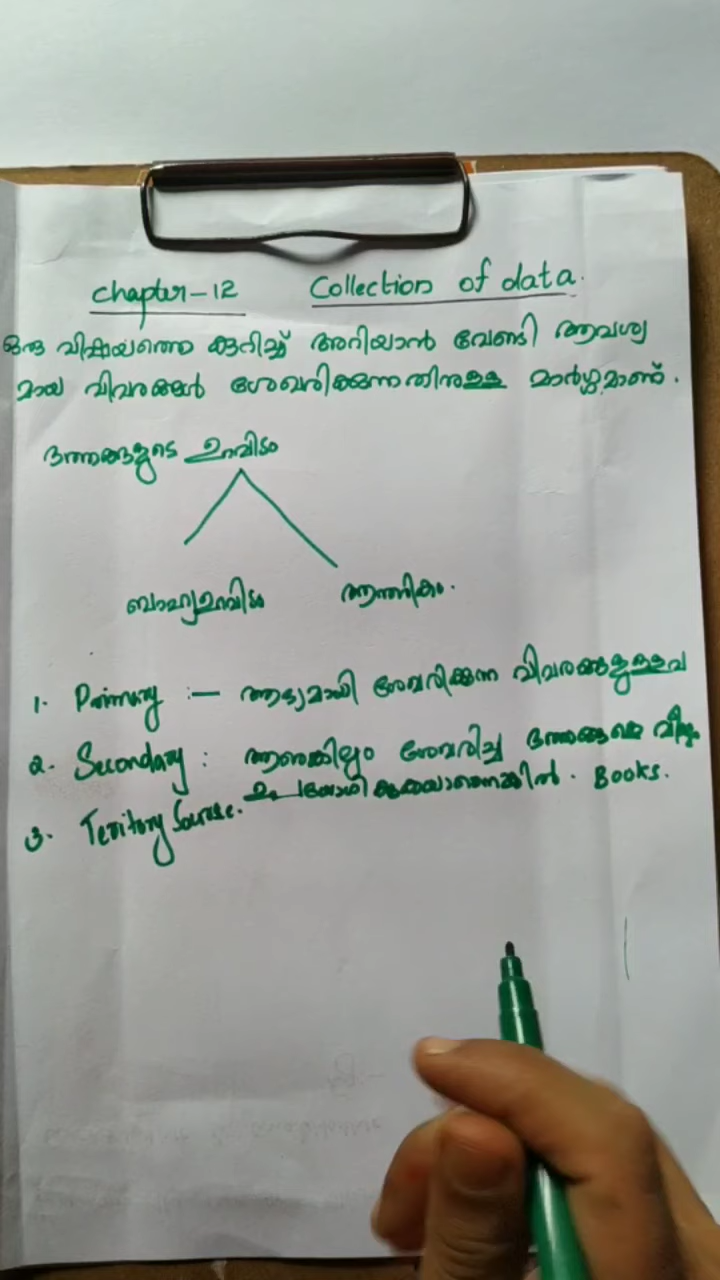 Chapter-12 Collection of data.
ഒരു വിഷയത്തെ കുറിച്ച് അറിയാൻ വേണ്ടി ആവശ്യ
മായ വിവരങ്ങൾ ശേഖരിക്കുന്നതിനുള്ള മാർഗ്ഗമാണ്.
ദത്തങ്ങളുടെ ഉറവിടം
ബാഹ്യഉറവിടം ആന്തരികം.
1. Primary :— ആദ്യമായി ശേഖരിക്കുന്ന വിവരങ്ങളുള്ളവ
2. Secondary : ആരെങ്കിലും ശേഖരിച്ച ദത്തങ്ങളെ വീണ്ടും
ഉപയോഗിക്കുകയാണെങ്കിൽ. Books.
3. Teritory Sourse.